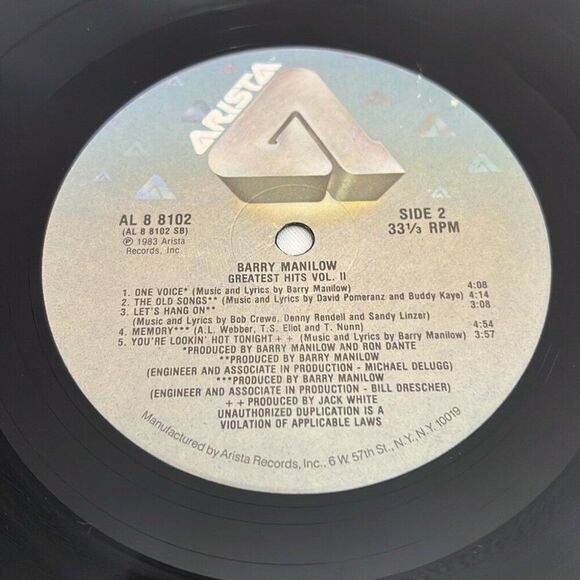 ARISTA™
AL 8 8102
(AL 8 8102 SB)
℗ 1983 Arista
Records, Inc.
SIDE 2
33 1/3 RPM
BARRY MANILOW
GREATEST HITS VOL. II
1. ONE VOICE* (Music and Lyrics by Barry Manilow) 4:08
2. THE OLD SONGS** (Music and Lyrics by David Pomeranz and Buddy Kaye) 4:14
3. LET'S HANG ON** 3:08
(Music and Lyrics by Bob Crewe, Denny Rendell and Sandy Linzer)
4. MEMORY*** (A.L. Webber, T.S. Eliot and T. Nunn) 4:54
5. YOU'RE LOOKIN' HOT TONIGHT + + (Music and Lyrics by Barry Manilow) 3:57
*PRODUCED BY BARRY MANILOW AND RON DANTE
**PRODUCED BY BARRY MANILOW
(ENGINEER AND ASSOCIATE IN PRODUCTION - MICHAEL DELUGG)
***PRODUCED BY BARRY MANILOW
(ENGINEER AND ASSOCIATE IN PRODUCTION - BILL DRESCHER)
+ + PRODUCED BY JACK WHITE
UNAUTHORIZED DUPLICATION IS A
VIOLATION OF APPLICABLE LAWS
Manufactured by Arista Records, Inc., 6 W. 57th St., N.Y., N.Y. 10019